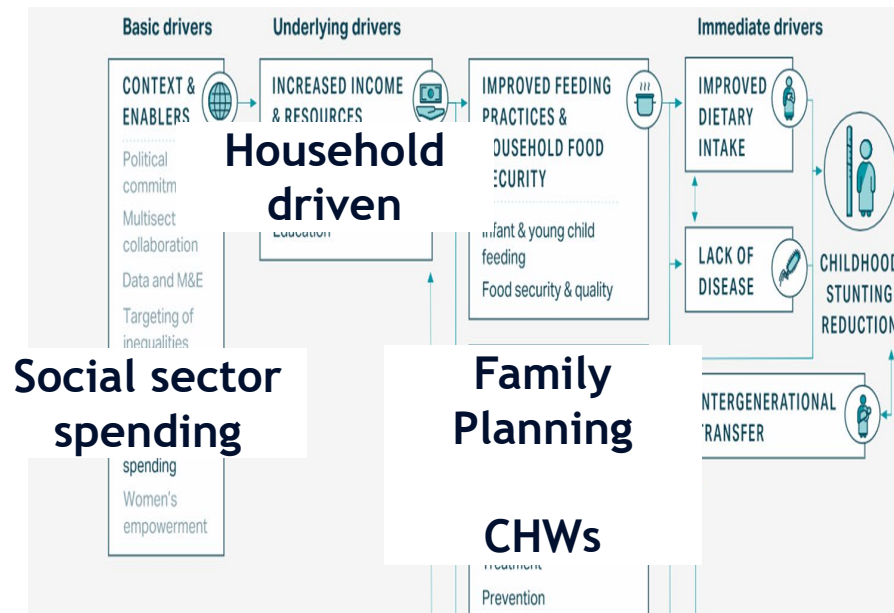 Basic drivers
Underlying drivers
Immediate drivers
CONTEXT &
ENABLERS
Political
commitm
Multisect
collaboration
Data and M&E
Targeting of
inequalities
Social sector
spending
spending
Women's
empowerment
INCREASED INCOME
& RESOURCES
Household
driven
Education
IMPROVED FEEDING
PRACTICES &
OUSEHOLD FOOD
ECURITY
Infant & young child
feeding
Food security & quality
Family
Planning
CHWs
Treatment
Prevention
IMPROVED
DIETARY
INTAKE
LACK OF
DISEASE
NTERGENERATIONAL
RANSFER
CHILDHOOD
STUNTING
REDUCTION